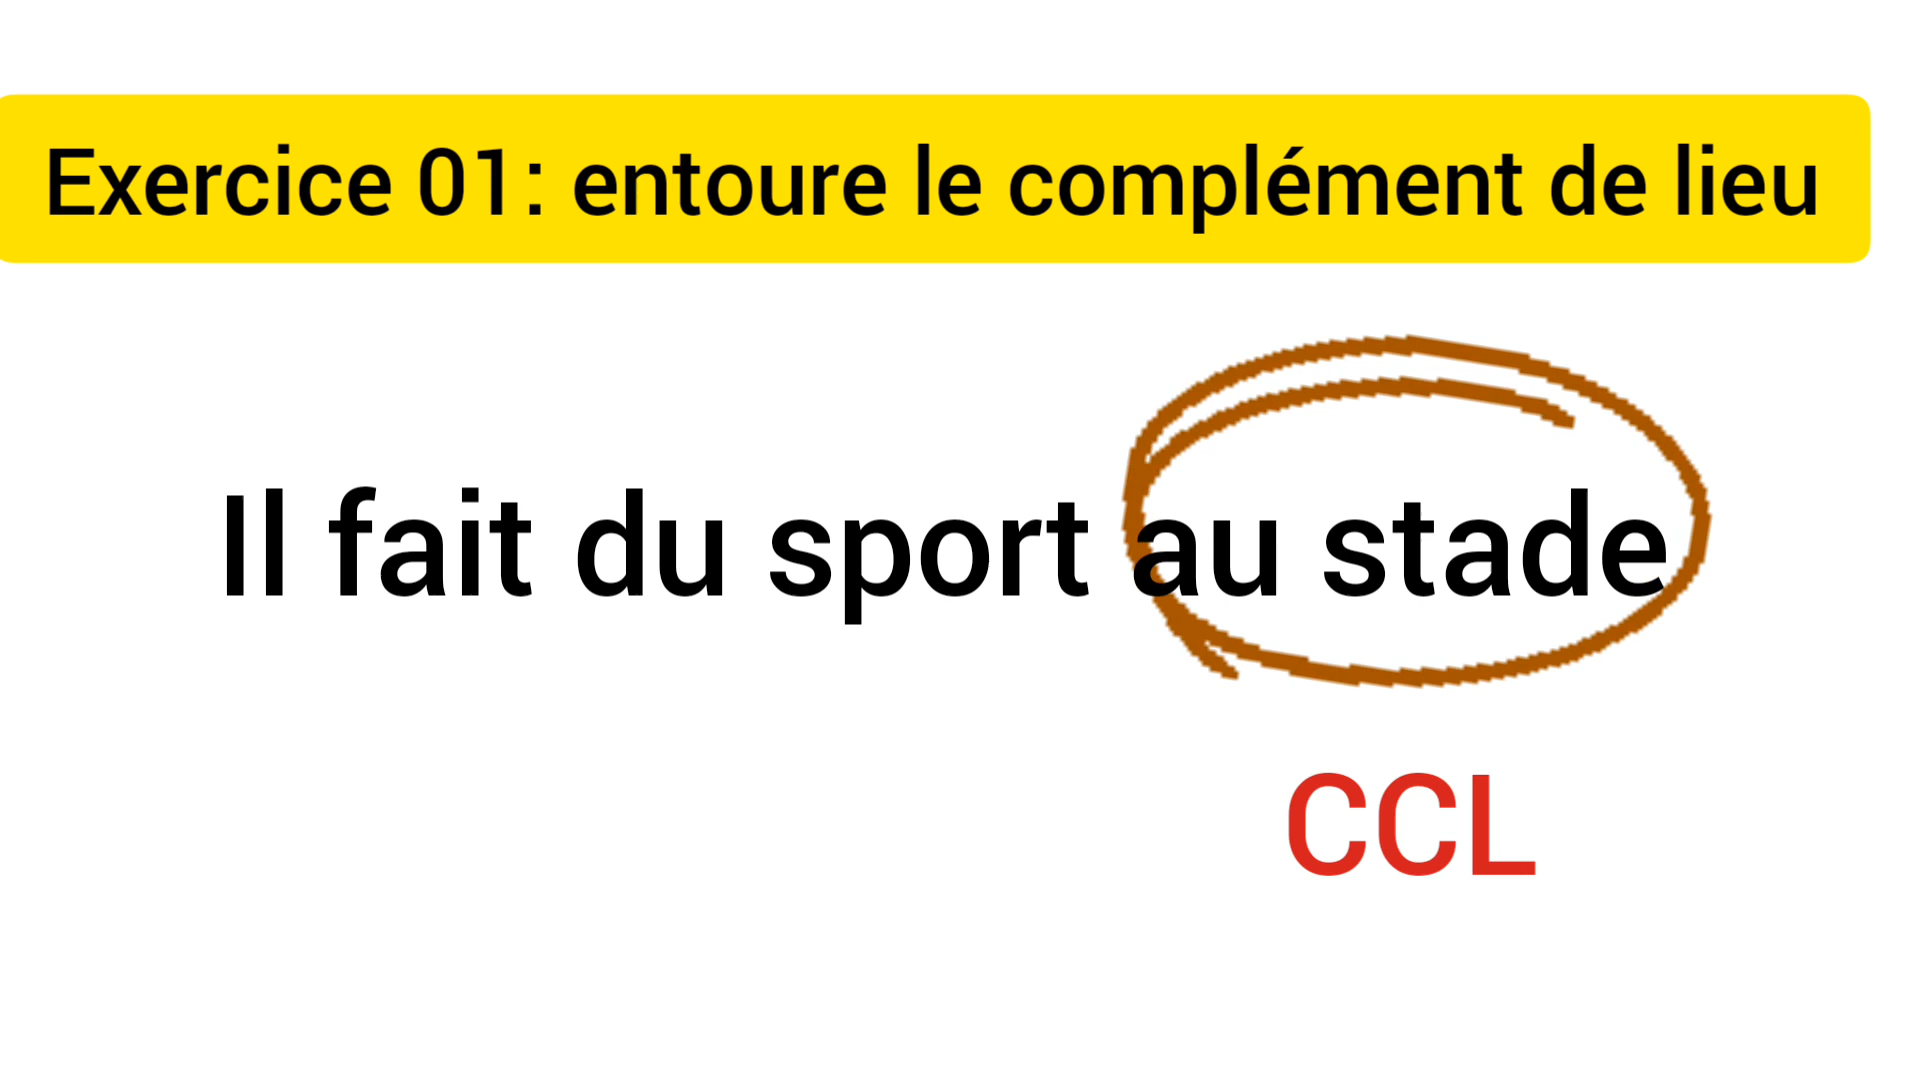 Exercice 01: entoure le complément de lieu
Il fait du sport au stade
CCL